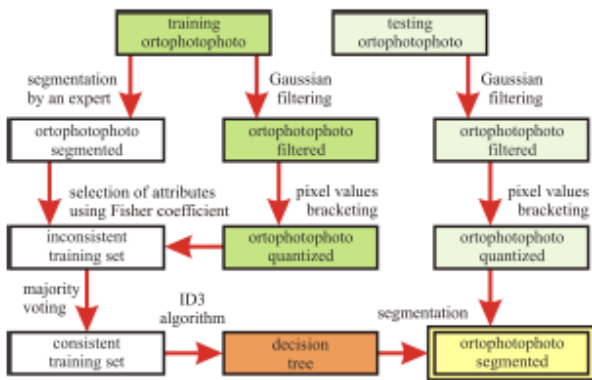 training
ortophotophoto
testing
ortophotophoto
segmentation
by an expert
Gaussian
filtering
Gaussian
filtering
ortophotophoto
segmented
ortophotophoto
filtered
ortophotophoto
filtered
selection of attributes
using Fisher coefficient
pixel values
bracketing
pixel values
bracketing
inconsistent
training set
ortophotophoto
quantized
ortophotophoto
quantized
majority
voting
ID3
algorithm
segmentation
consistent
training set
decision
tree
ortophotophoto
segmented